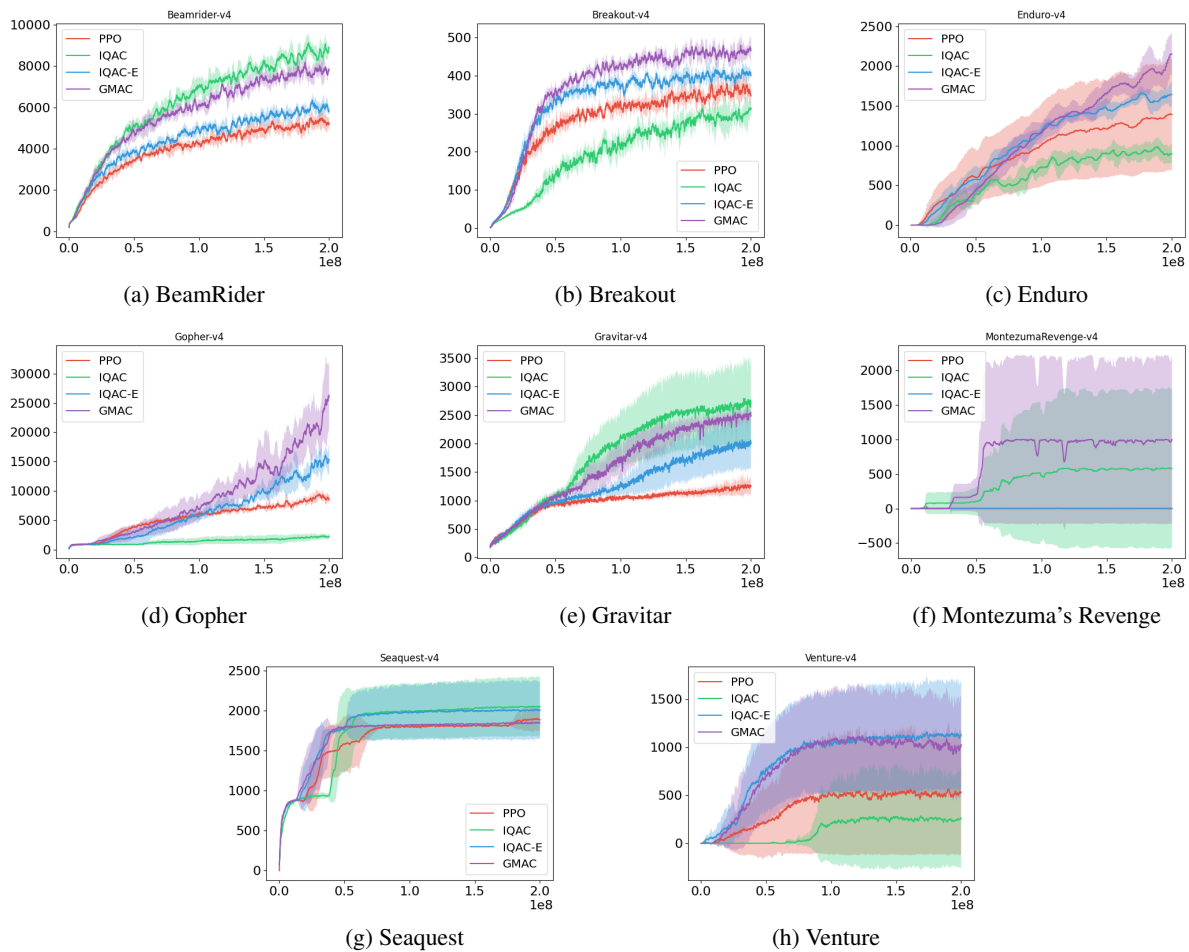 Beamrider-v4
10000
8000
6000
4000
2000
0
PPO
IQAC
IQAC-E
GMAC
0.0 0.5 1.0 1.5 2.0
1e8
(a) BeamRider
Breakout-v4
500
400
300
200
100
0
PPO
IQAC
IQAC-E
GMAC
0.0 0.5 1.0 1.5 2.0
1e8
(b) Breakout
Enduro-v4
2500
2000
1500
1000
500
0
PPO
IQAC
IQAC-E
GMAC
0.0 0.5 1.0 1.5 2.0
1e8
(c) Enduro
Gopher-v4
30000
25000
20000
15000
10000
5000
0
PPO
IQAC
IQAC-E
GMAC
0.0 0.5 1.0 1.5 2.0
1e8
(d) Gopher
Gravitar-v4
3500
3000
2500
2000
1500
1000
500
0
PPO
IQAC
IQAC-E
GMAC
0.0 0.5 1.0 1.5 2.0
1e8
(e) Gravitar
MontezumaRevenge-v4
2000
1500
1000
500
0
−500
PPO
IQAC
IQAC-E
GMAC
0.0 0.5 1.0 1.5 2.0
1e8
(f) Montezuma's Revenge
Seaquest-v4
2500
2000
1500
1000
500
0
PPO
IQAC
IQAC-E
GMAC
0.0 0.5 1.0 1.5 2.0
1e8
(g) Seaquest
Venture-v4
1500
1000
500
0
PPO
IQAC
IQAC-E
GMAC
0.0 0.5 1.0 1.5 2.0
1e8
(h) Venture